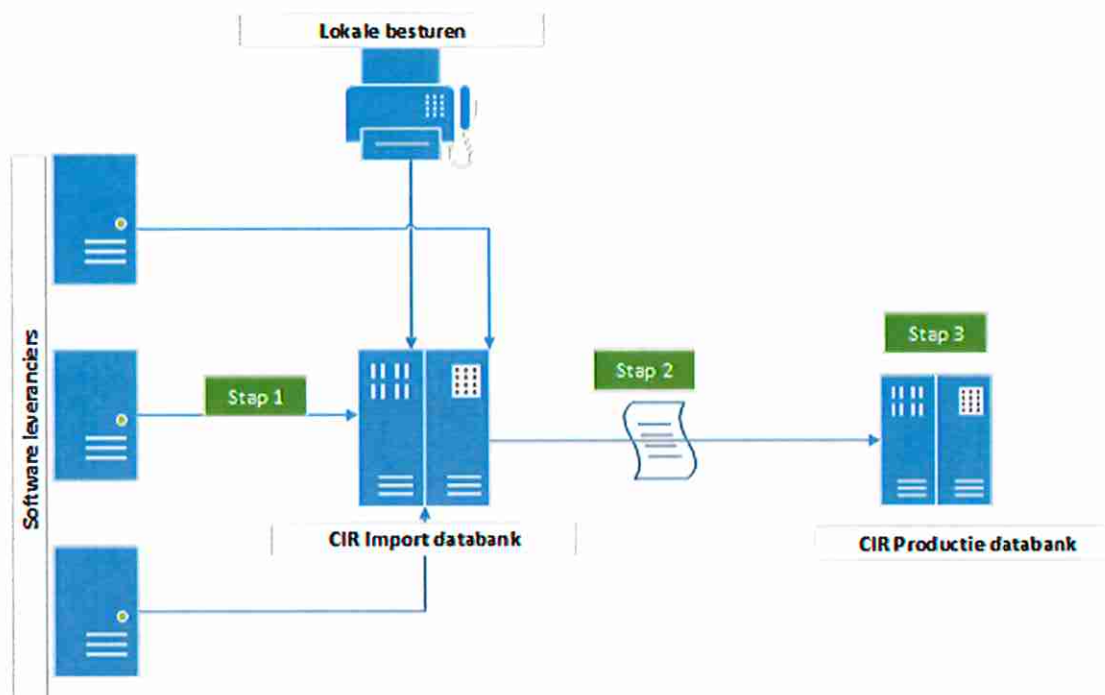 Lokale besturen
Software leveranciers
Stap 1
Stap 2
Stap 3
CIR Import databank
CIR Productie databank